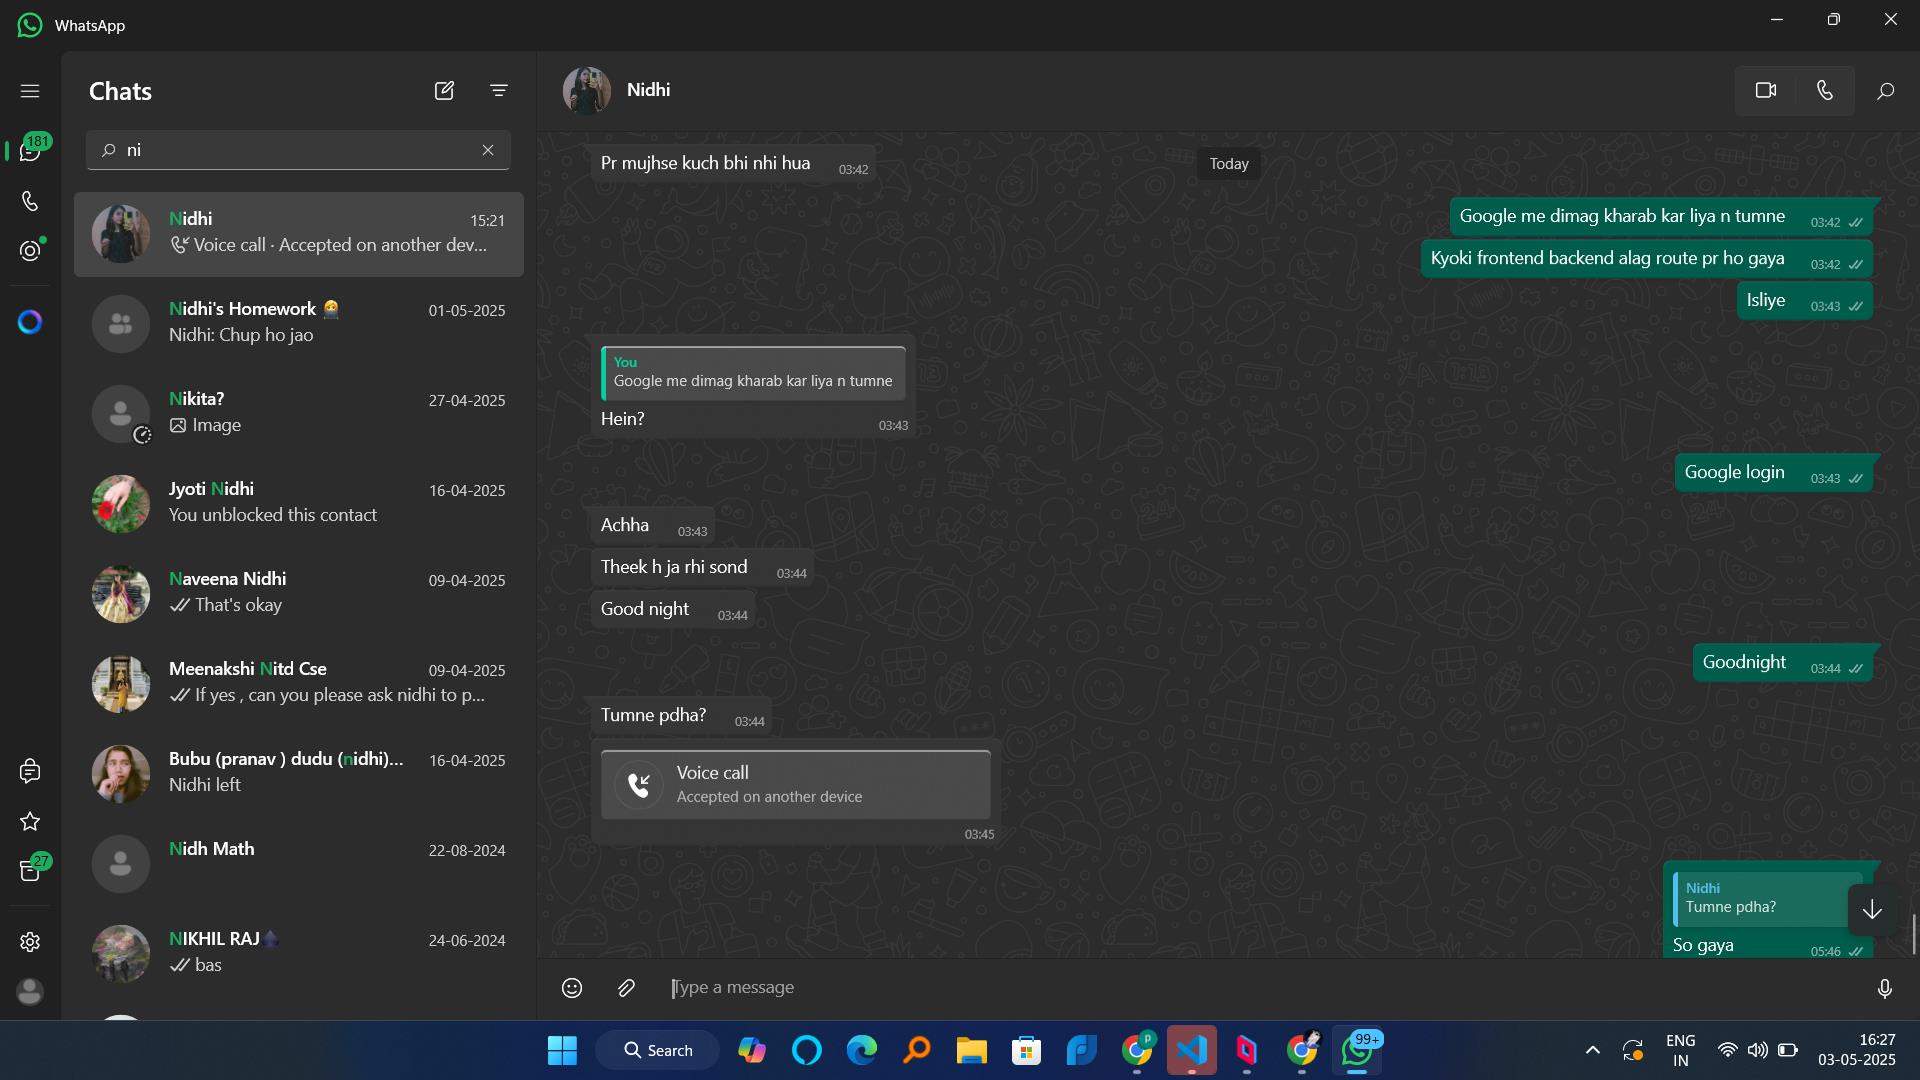 WhatsApp
Chats
181
ni
Nidhi
15:21
Voice call · Accepted on another dev...
Nidhi's Homework
01-05-2025
Nidhi: Chup ho jao
Nikita?
27-04-2025
Image
Jyoti Nidhi
16-04-2025
You unblocked this contact
Naveena Nidhi
09-04-2025
That's okay
Meenakshi Nitd Cse
09-04-2025
If yes , can you please ask nidhi to p...
Bubu (pranav ) dudu (nidhi)...
16-04-2025
Nidhi left
Nidh Math
22-08-2024
27
NIKHIL RAJ
24-06-2024
bas
Nidhi
Pr mujhse kuch bhi nhi hua 03:42
Today
Google me dimag kharab kar liya n tumne 03:42
Kyoki frontend backend alag route pr ho gaya 03:42
Isliye 03:43
You
Google me dimag kharab kar liya n tumne
Hein? 03:43
Google login 03:43
Achha 03:43
Theek h ja rhi sond 03:44
Good night 03:44
Goodnight 03:44
Tumne pdha? 03:44
Voice call
Accepted on another device
03:45
Nidhi
Tumne pdha?
So gaya 05:46
Type a message
Search
P
99+
ENG
IN
16:27
03-05-2025